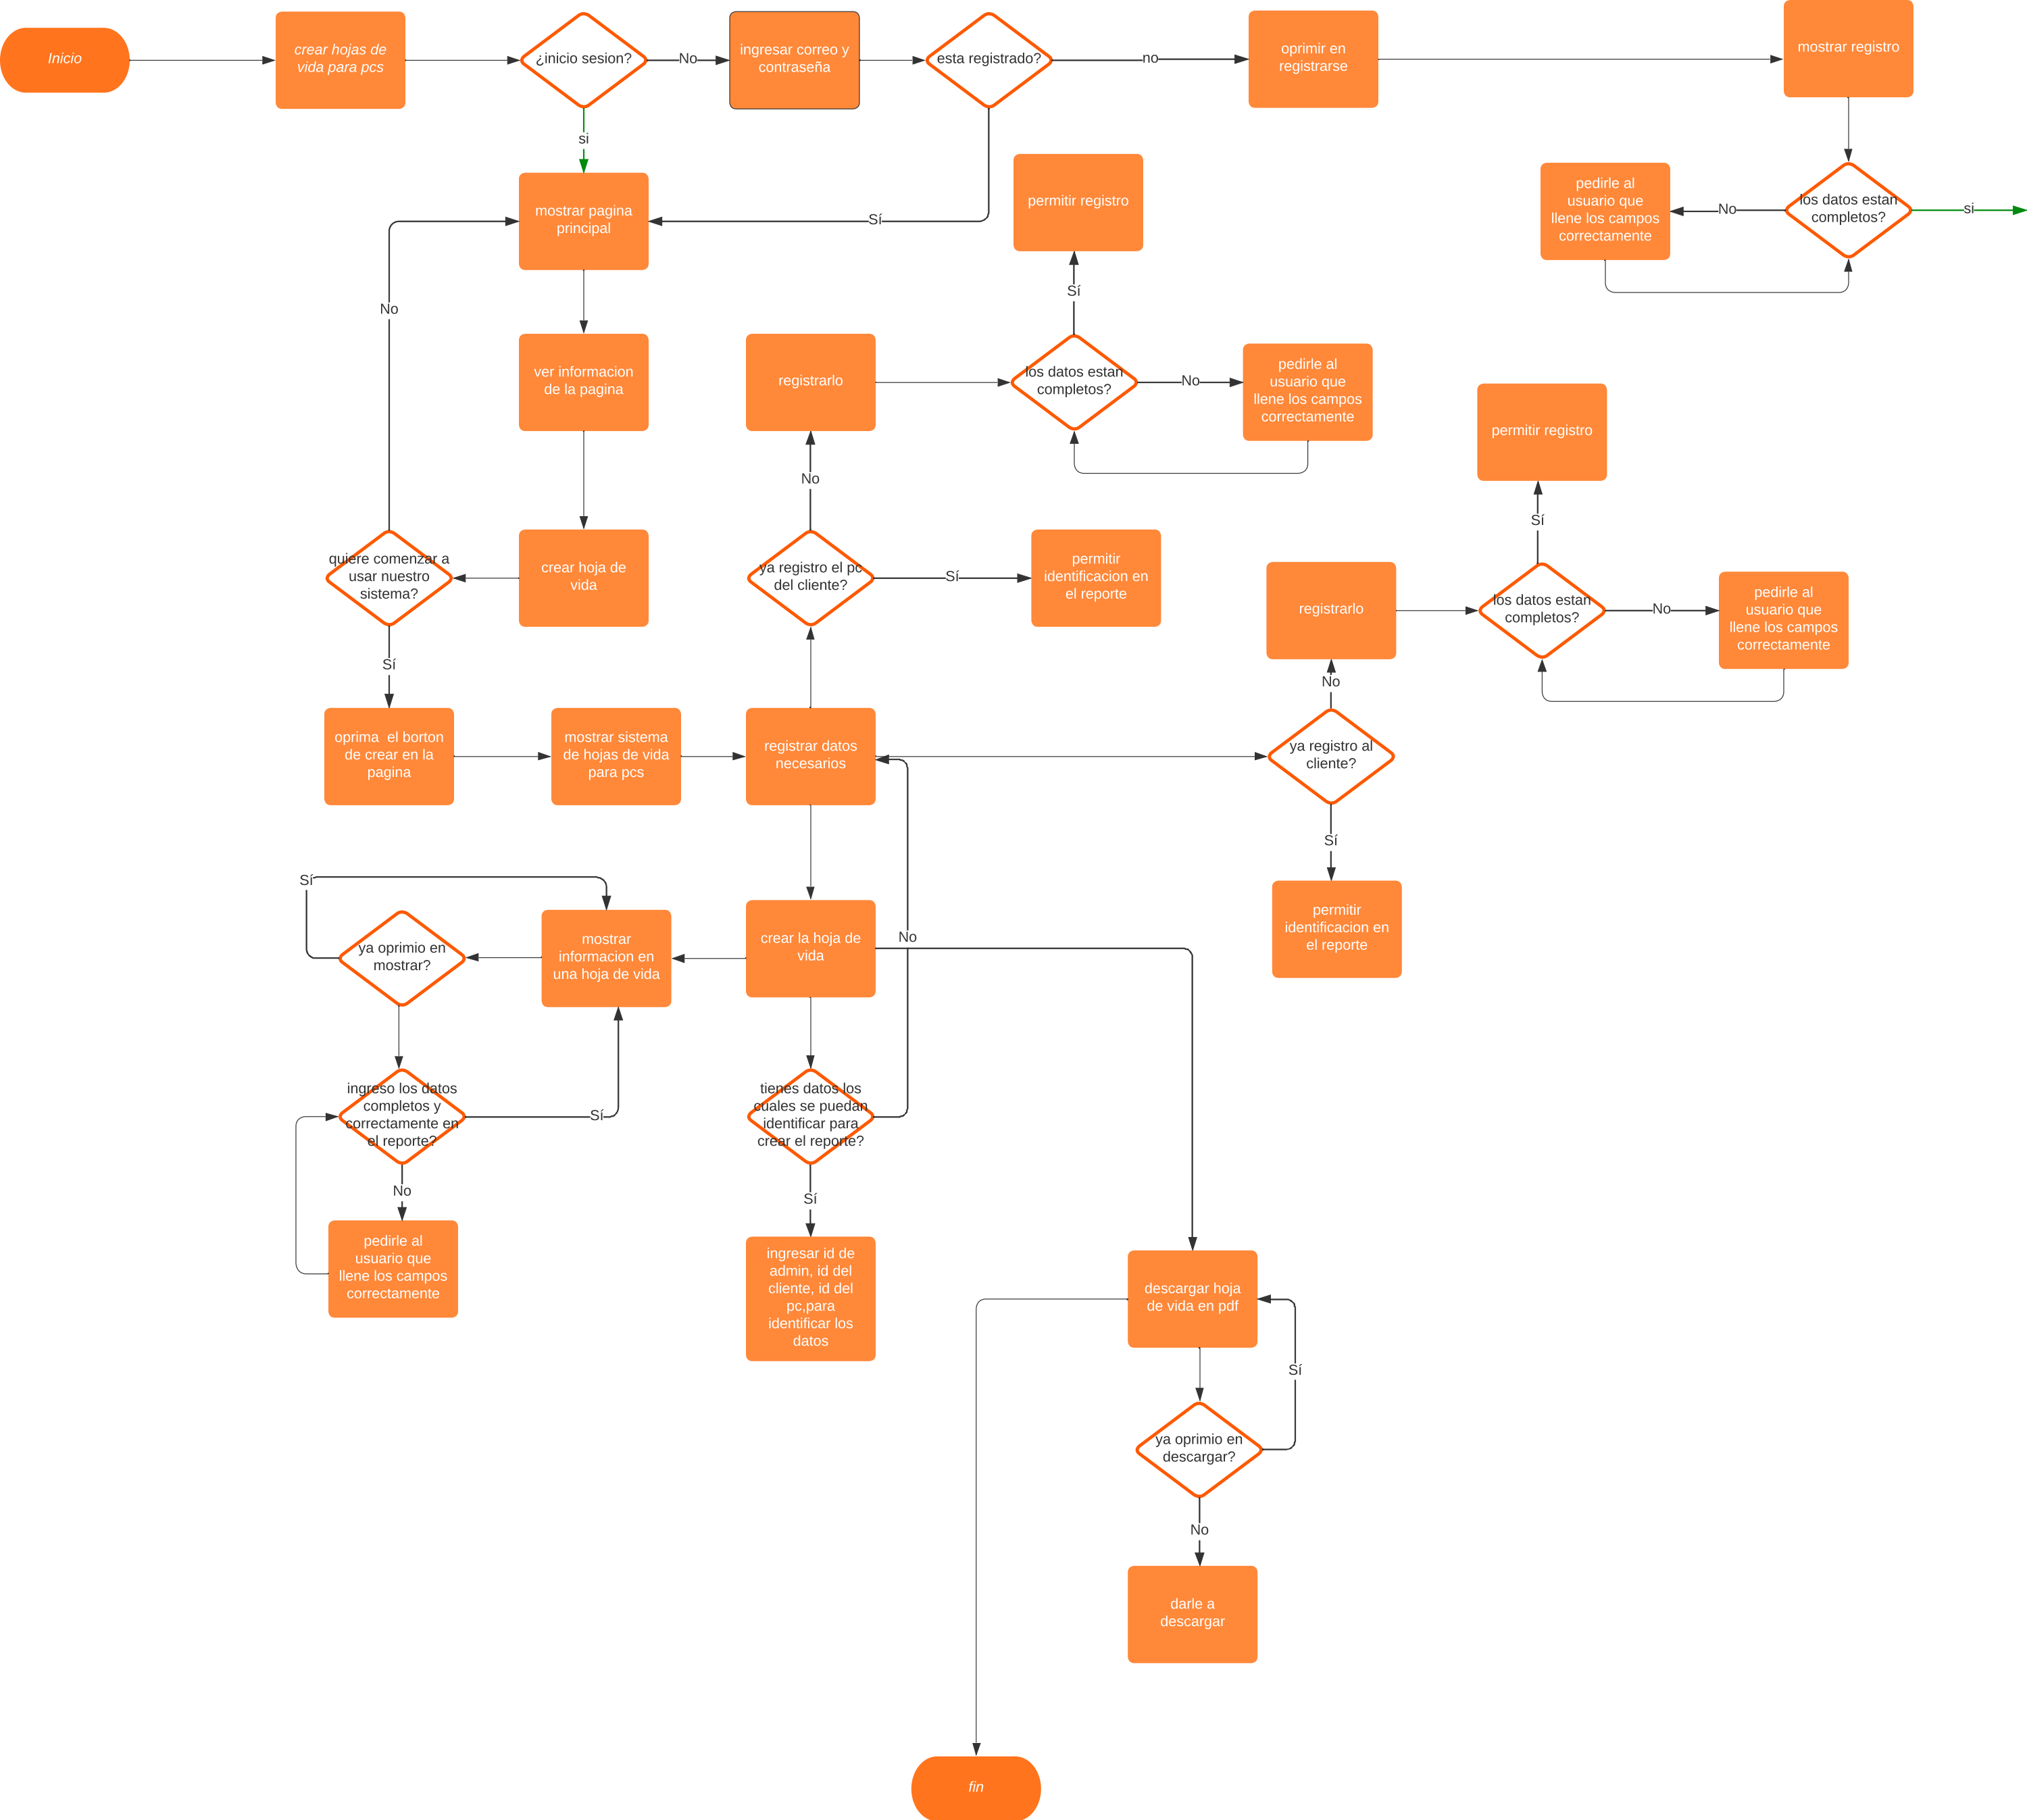 Inicio
crear hojas de
vida para pcs
¿inicio sesion?
No
ingresar correo y
contraseña
esta registrado?
no
oprimir en
registrarse
mostrar registro
si
mostrar pagina
principal
Sí
permitir registro
pedirle al
usuario que
llene los campos
correctamente
No
los datos estan
completos?
si
No
Sí
ver informacion
de la pagina
registrarlo
los datos estan
completos?
No
pedirle al
usuario que
llene los campos
correctamente
permitir registro
No
Sí
quiere comenzar a
usar nuestro
sistema?
crear hoja de
vida
ya registro el pc
del cliente?
Sí
permitir
identificacion en
el reporte
registrarlo
los datos estan
completos?
No
pedirle al
usuario que
llene los campos
correctamente
Sí
No
oprima  el borton
de crear en la
pagina
mostrar sistema
de hojas de vida
para pcs
registrar datos
necesarios
ya registro al
cliente?
Sí
Sí
permitir
identificacion en
el reporte
ya oprimio en
mostrar?
mostrar
informacion en
una hoja de vida
crear la hoja de
vida
No
ingreso los datos
completos y
correctamente en
el reporte?
Sí
tienes datos los
cuales se puedan
identificar para
crear el reporte?
No
Sí
pedirle al
usuario que
llene los campos
correctamente
ingresar id de
admin, id del
cliente, id del
pc,para
identificar los
datos
descargar hoja
de vida en pdf
Sí
ya oprimio en
descargar?
No
darle a
descargar
fin